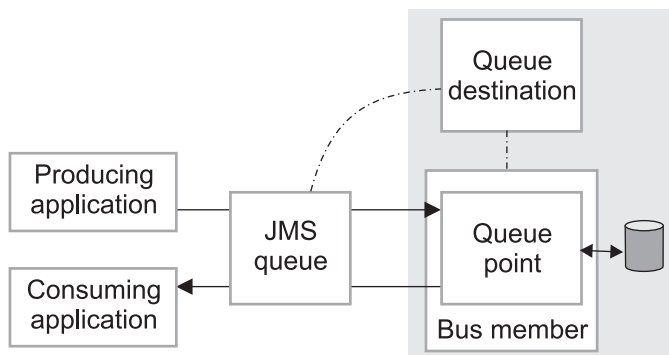 Queue
destination
Producing
application
JMS
queue
Queue
point
Consuming
application
Bus member